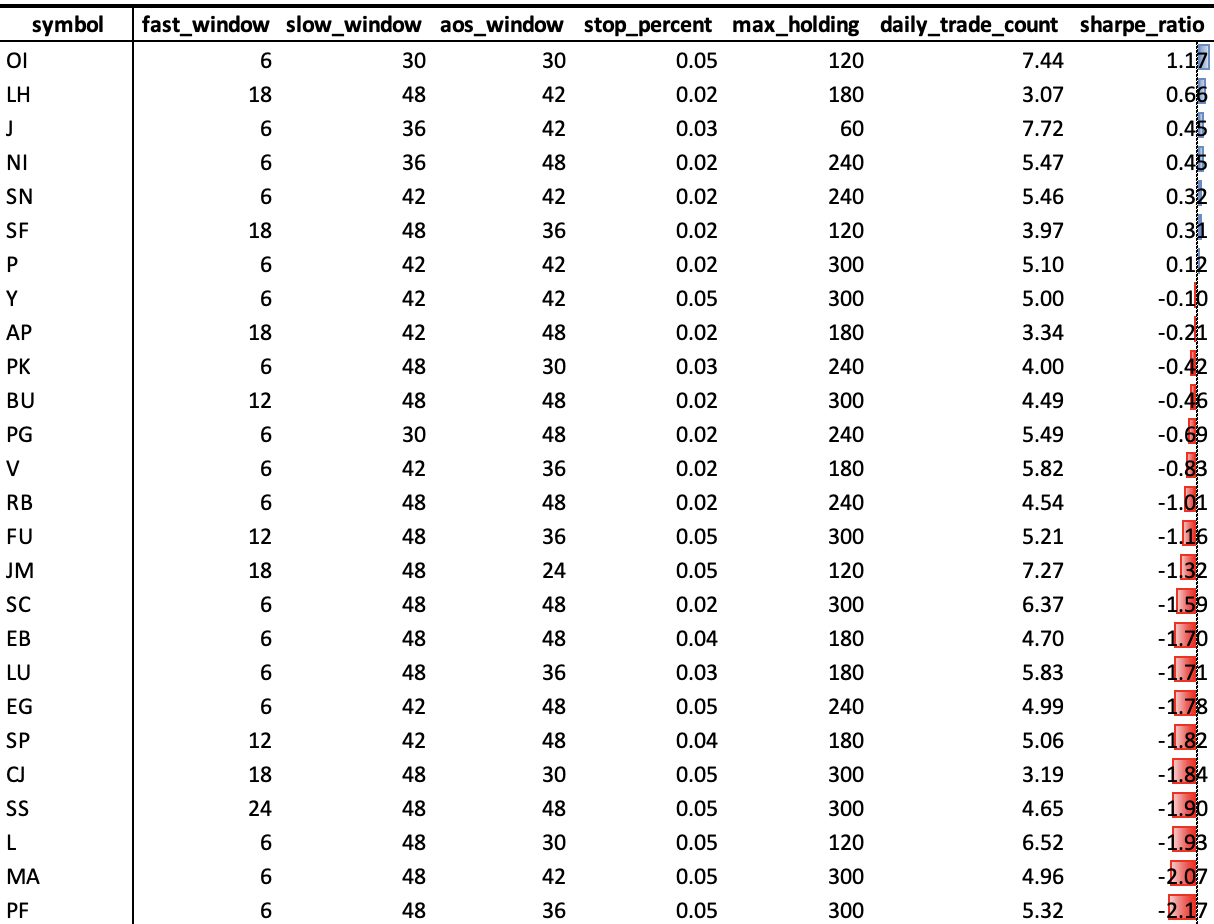 symbol fast_window slow_window aos_window stop_percent max_holding daily_trade_count sharpe_ratio
OI 6 30 30 0.05 120 7.44 1.17
LH 18 48 42 0.02 180 3.07 0.66
J 6 36 42 0.03 60 7.72 0.45
NI 6 36 48 0.02 240 5.47 0.45
SN 6 42 42 0.02 240 5.46 0.32
SF 18 48 36 0.02 120 3.97 0.31
P 6 42 42 0.02 300 5.10 0.12
Y 6 42 42 0.05 300 5.00 -0.10
AP 18 42 48 0.02 180 3.34 -0.21
PK 6 48 30 0.03 240 4.00 -0.42
BU 12 48 48 0.02 300 4.49 -0.46
PG 6 30 48 0.02 240 5.49 -0.69
V 6 42 36 0.02 180 5.82 -0.83
RB 6 48 48 0.02 240 4.54 -1.01
FU 12 48 36 0.05 300 5.21 -1.16
JM 18 48 24 0.05 120 7.27 -1.32
SC 6 48 48 0.02 300 6.37 -1.59
EB 6 48 48 0.04 180 4.70 -1.70
LU 6 48 36 0.03 180 5.83 -1.71
EG 6 42 48 0.05 240 4.99 -1.78
SP 12 42 48 0.04 180 5.06 -1.82
CJ 18 48 30 0.05 300 3.19 -1.84
SS 24 48 48 0.05 300 4.65 -1.90
L 6 48 30 0.05 120 6.52 -1.93
MA 6 48 42 0.05 300 4.96 -2.07
PF 6 48 36 0.05 300 5.32 -2.17